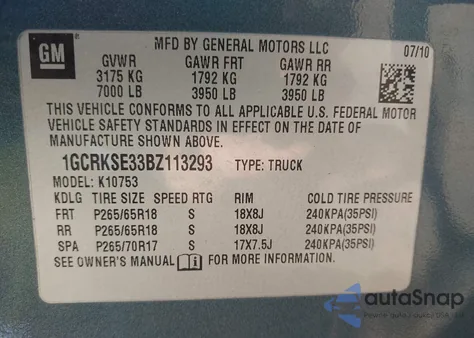 GM
MFD BY GENERAL MOTORS LLC 07/10
GVWR GAWR FRT GAWR RR
3175 KG 1792 KG 1792 KG
7000 LB 3950 LB 3950 LB
THIS VEHICLE CONFORMS TO ALL APPLICABLE U.S. FEDERAL MOTOR
VEHICLE SAFETY STANDARDS IN EFFECT ON THE DATE OF
MANUFACTURE SHOWN ABOVE.
1GCRKSE33BZ113293 TYPE: TRUCK
MODEL: K10753
KDLG TIRE SIZE SPEED RTG RIM COLD TIRE PRESSURE
FRT P265/65R18 S 18X8J 240KPA(35PSI)
RR P265/65R18 S 18X8J 240KPA(35PSI)
SPA P265/70R17 S 17X7.5J 240KPA(35PSI)
SEE OWNER'S MANUAL FOR MORE INFORMATION.
autaSnap